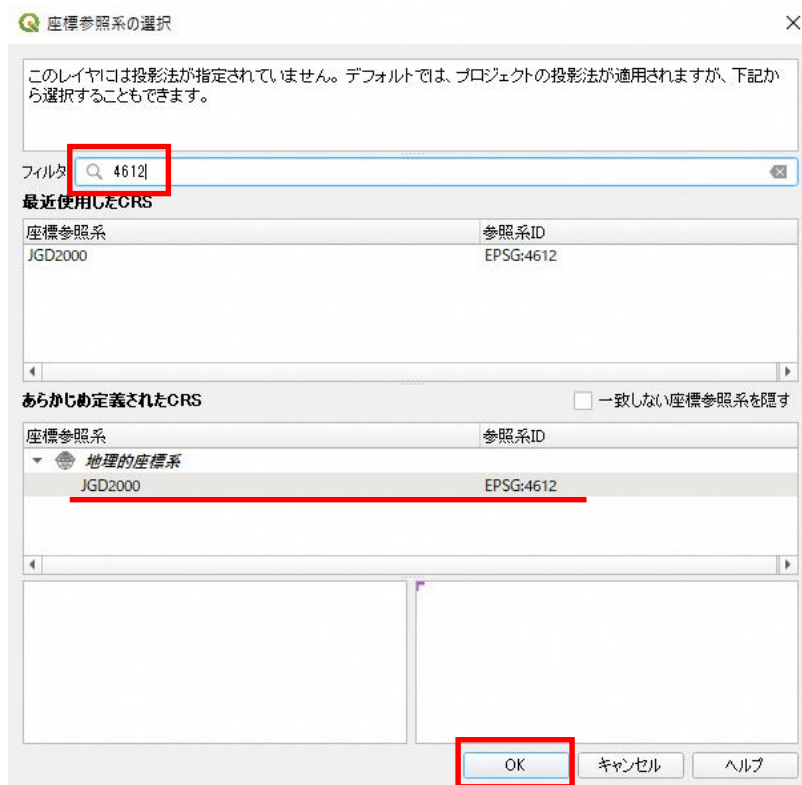 座標参照系の選択
このレイヤには投影法が指定されていません。デフォルトでは、プロジェクトの投影法が適用されますが、下記か
ら選択することもできます。
フィルタ 4612
最近使用したCRS
座標参照系 参照系ID
JGD2000 EPSG:4612
あらかじめ定義されたCRS 一致しない座標参照系を隠す
座標参照系 参照系ID
地理的座標系
JGD2000 EPSG:4612
OK キャンセル ヘルプ